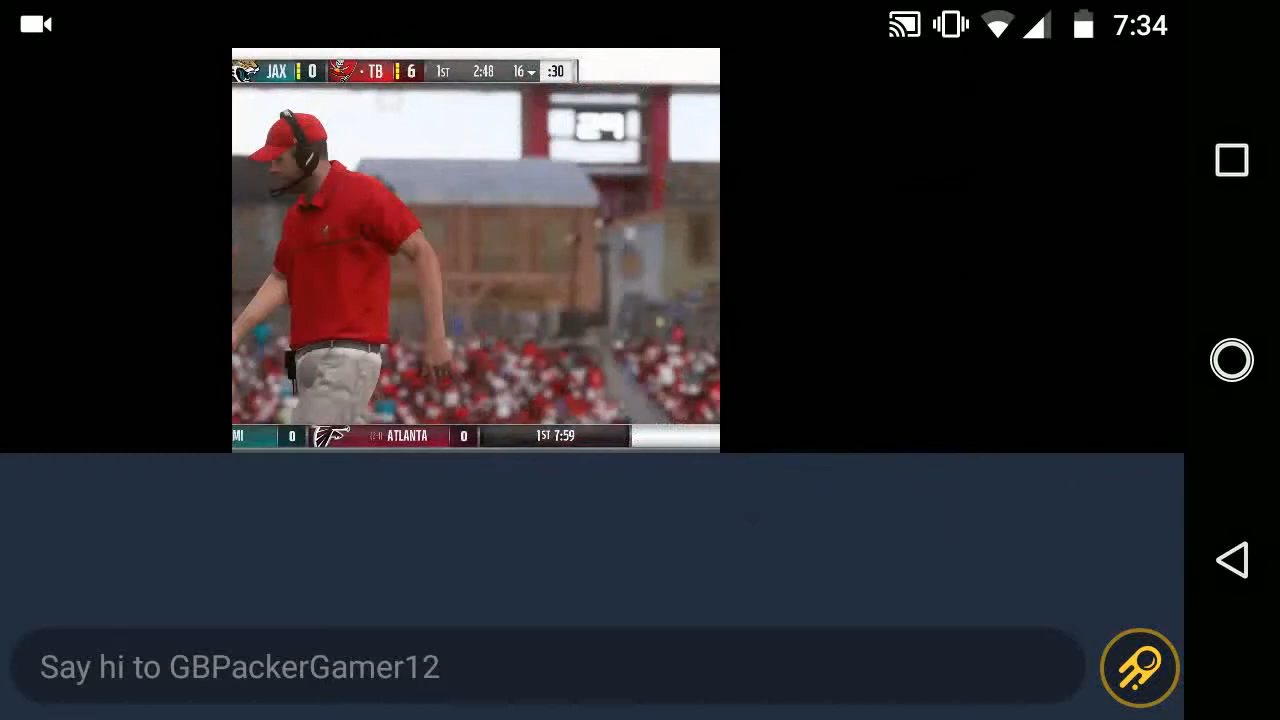 7:34
JAX 0 TB 6 1ST 2:48 16 :30
29
MI 0 ATLANTA 0 1ST 7:59
Say hi to GBPackerGamer12